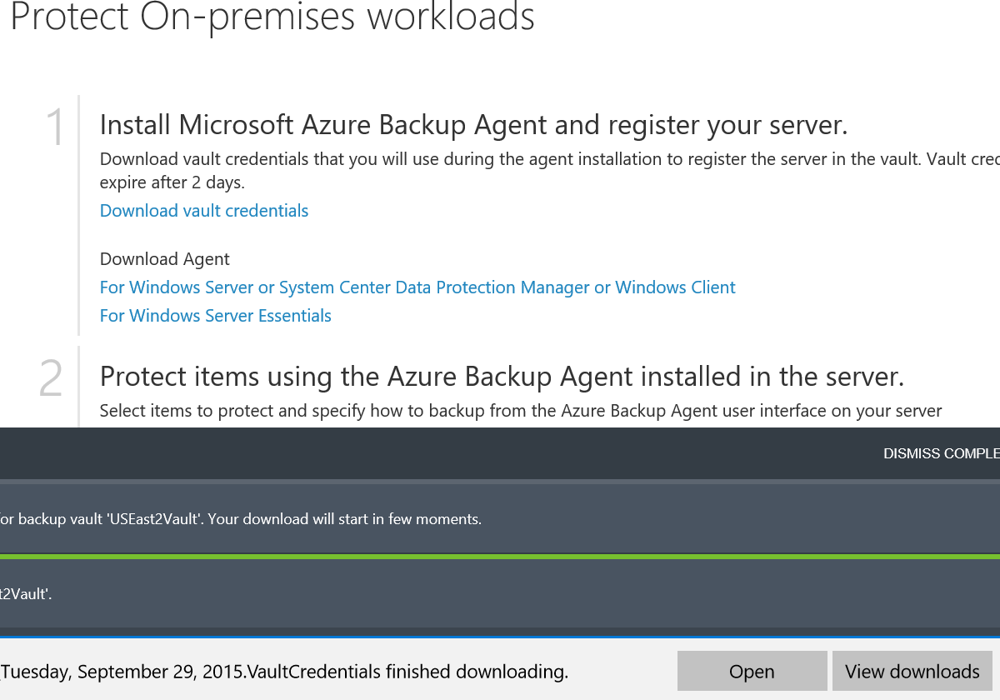 Protect On-premises workloads
1
Install Microsoft Azure Backup Agent and register your server.
Download vault credentials that you will use during the agent installation to register the server in the vault. Vault
expire after 2 days.
Download vault credentials
Download Agent
For Windows Server or System Center Data Protection Manager or Windows Client
For Windows Server Essentials
2
Protect items using the Azure Backup Agent installed in the server.
Select items to protect and specify how to backup from the Azure Backup Agent user interface on your server
DISMISS COMPLE
for backup vault 'USEast2Vault'. Your download will start in few moments.
t2Vault'.
Tuesday, September 29, 2015.VaultCredentials finished downloading.
Open
View downloads